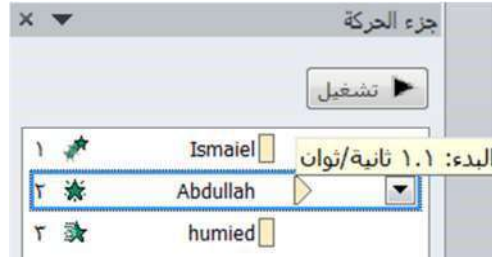 جزء الحركة
تشغيل
Ismaiel ١
البدء: ١.١ ثانية/ثوان
Abdullah ٢
humied ٣